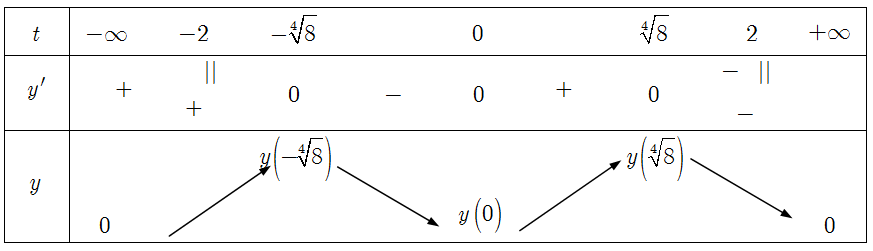 t −∞ −2 −∜8 0 ∜8 2 +∞
y′ + || + 0 − 0 + 0 − || −
y 0 y(−∜8) y(0) y(∜8) 0